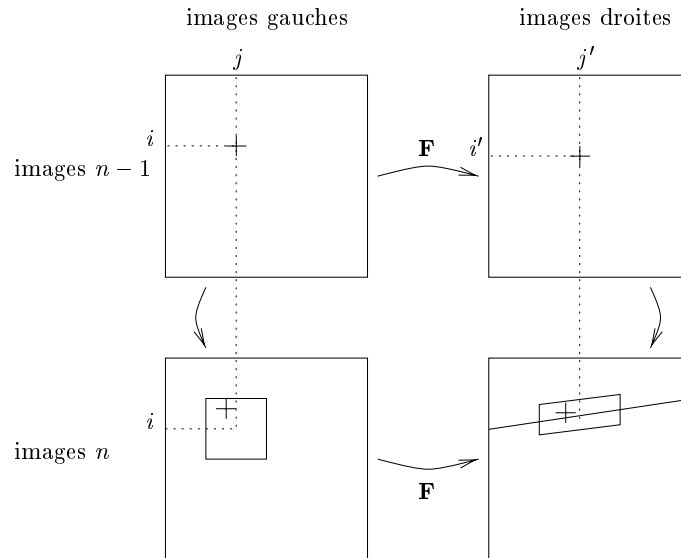 images gauches
images droites
j
j'
i
i'
F
images n − 1
i
images n
F